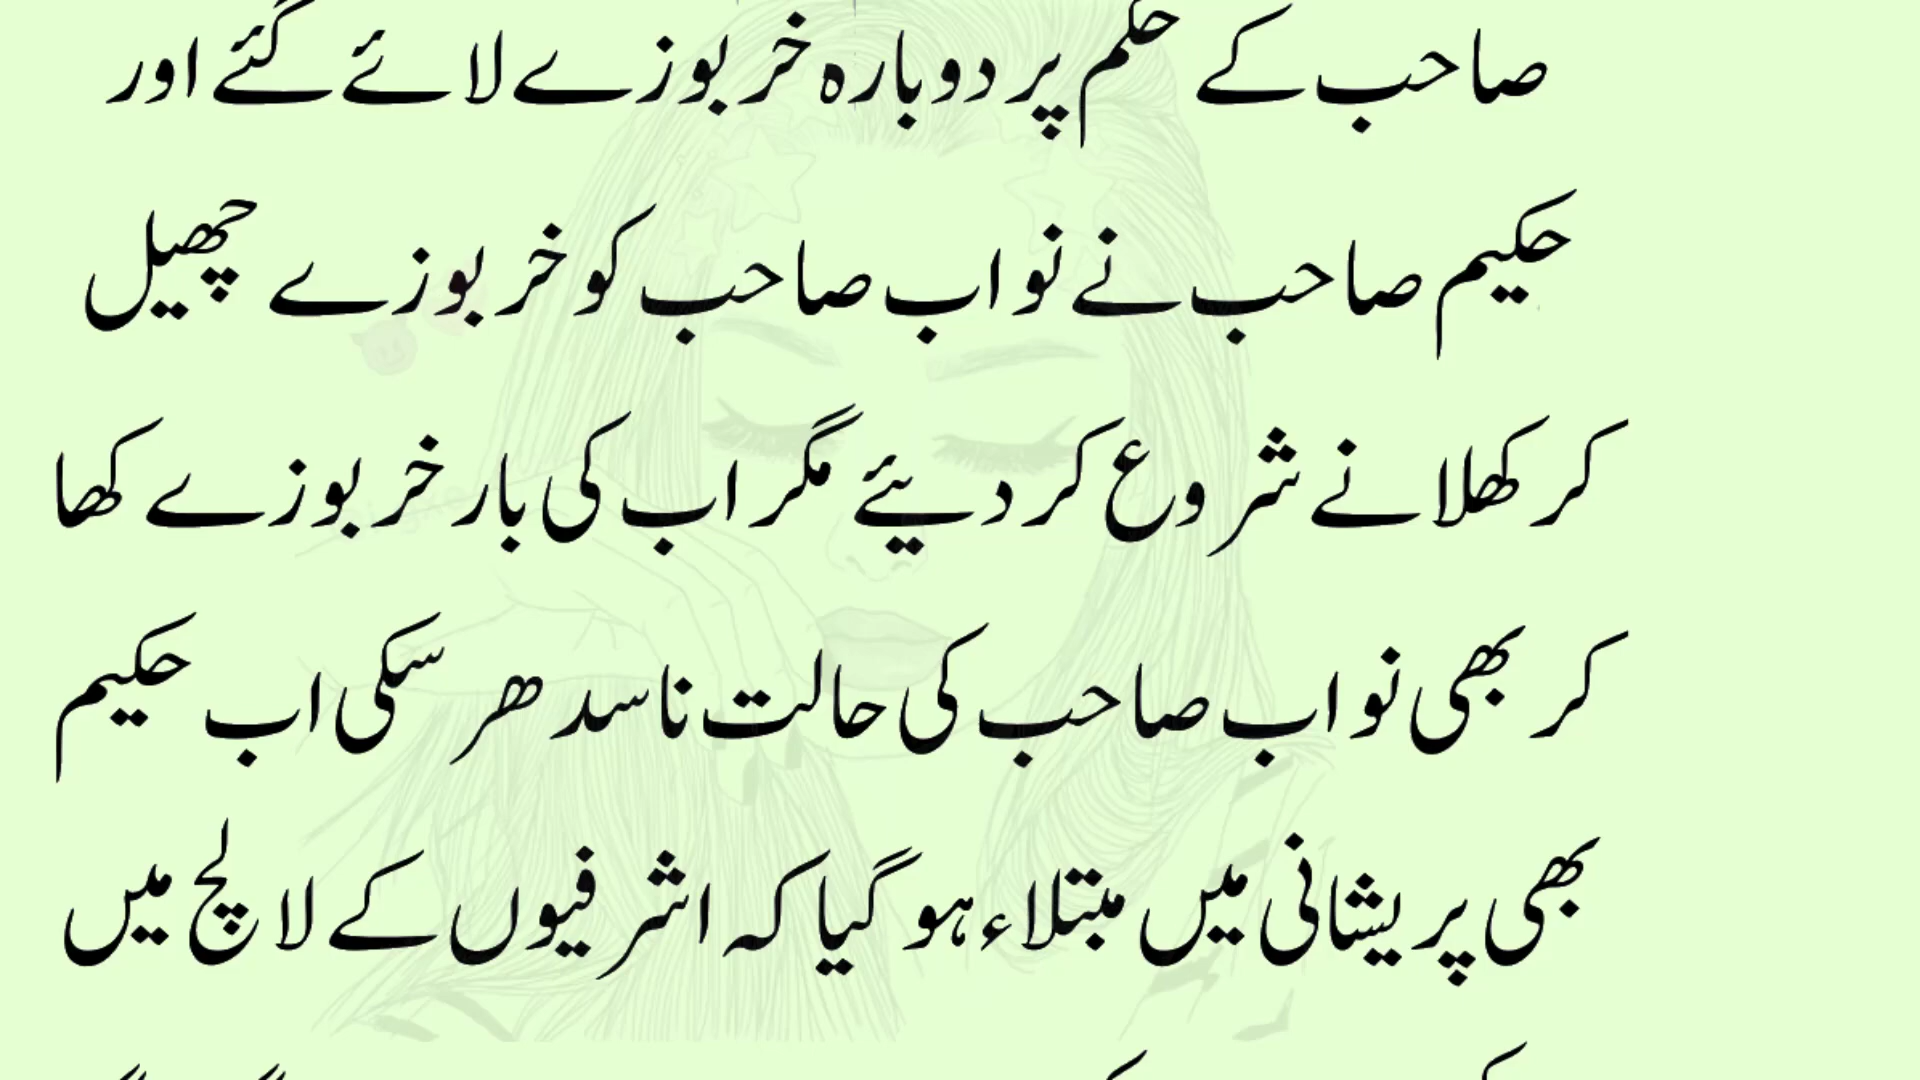 صاحب کے حکم پر دوبارہ خربوزے لائے گئے اور
حکیم صاحب نے نواب صاحب کو خربوزے چھیل
کر کھلانے شروع کر دیئے مگر اب کی بار خربوزے کھا
کر بھی نواب صاحب کی حالت نا سدھر سکی اب حکیم
بھی پریشانی میں مبتلاء ہو گیا کہ اشرفیوں کے لالچ میں